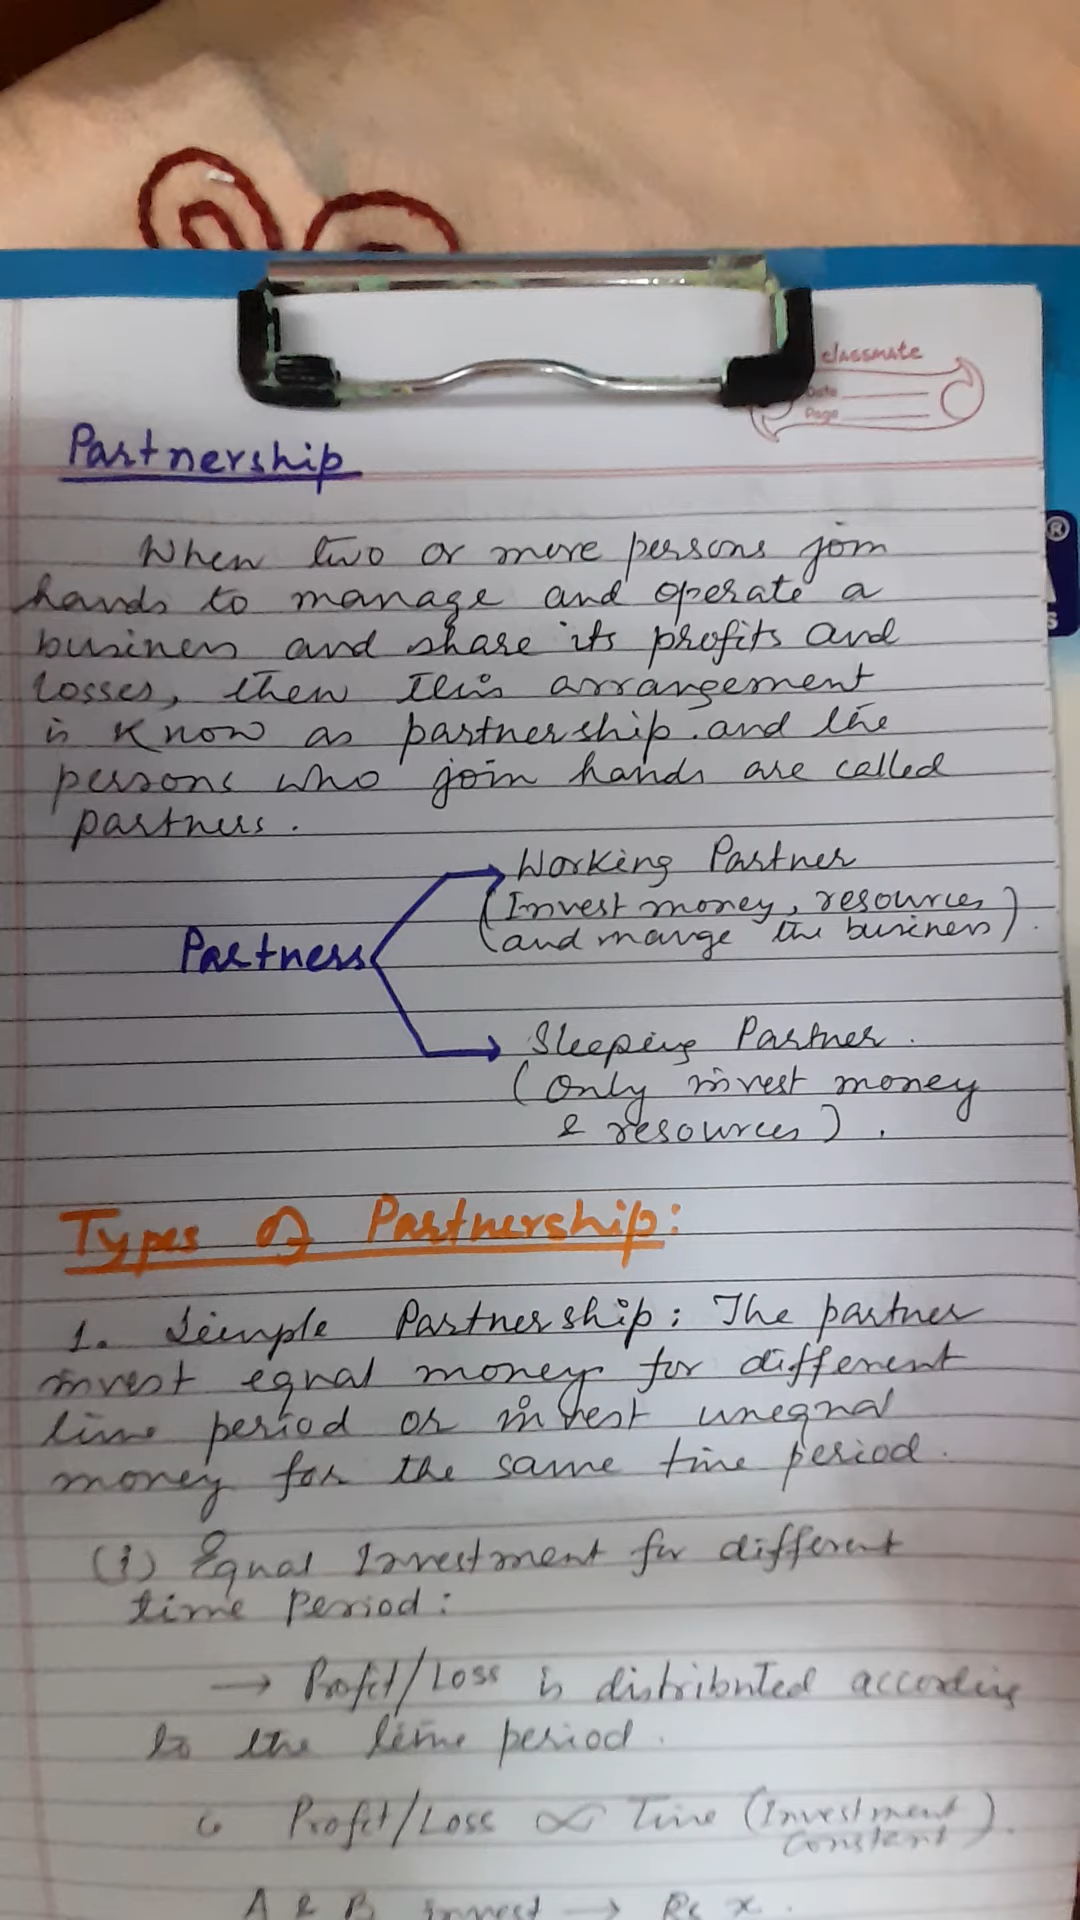 classmate
Date
Page
Partnership
When two or more persons join
hands to manage and operate a
business and share its profits and
losses, then this arrangement
is know as partnership and the
persons who join hands are called
partners.
Working Partner
(Invest money, resources
and mange the business).
Partners
Sleeping Partner.
(Only invest money
& resources).
Types of Partnership:
1. Simple Partnership: The partner
invest equal money for different
time period or invest unequal
money for the same time period.
(i) Equal Investment for different
time Period:
→ Profit/Loss is distributed according
to the time period.
Profit/Loss ∝ Time (Investment
constant).
A & B invest → Rs x.
®
S